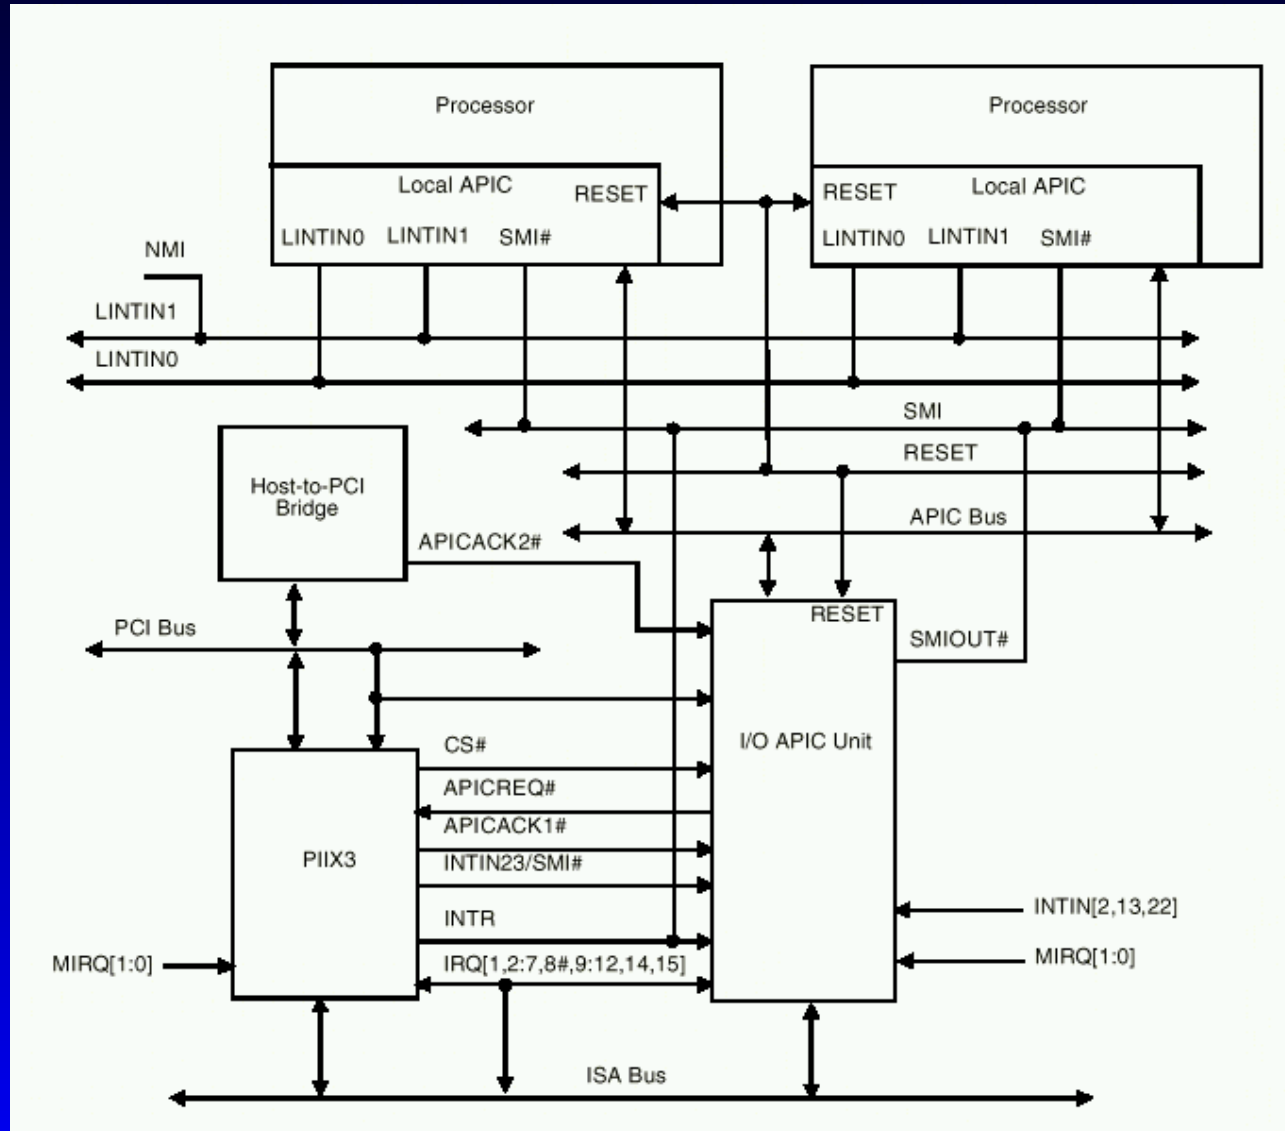 Processor
Processor
Local APIC
RESET
RESET
Local APIC
LINTIN0
LINTIN1
SMI#
LINTIN0
LINTIN1
SMI#
NMI
LINTIN1
LINTIN0
SMI
RESET
Host-to-PCI
Bridge
APIC Bus
APICACK2#
RESET
PCI Bus
SMIOUT#
CS#
I/O APIC Unit
APICREQ#
APICACK1#
PIIX3
INTIN23/SMI#
INTR
INTIN[2,13,22]
MIRQ[1:0]
IRQ[1,2:7,8#,9:12,14,15]
MIRQ[1:0]
ISA Bus